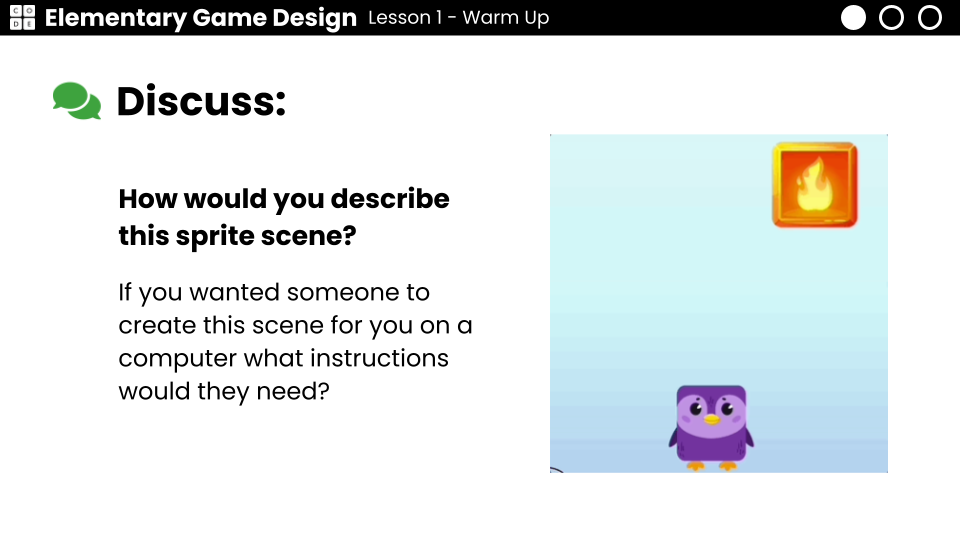 CODE
Elementary Game Design Lesson 1 - Warm Up
Discuss:
How would you describe
this sprite scene?
If you wanted someone to
create this scene for you on a
computer what instructions
would they need?